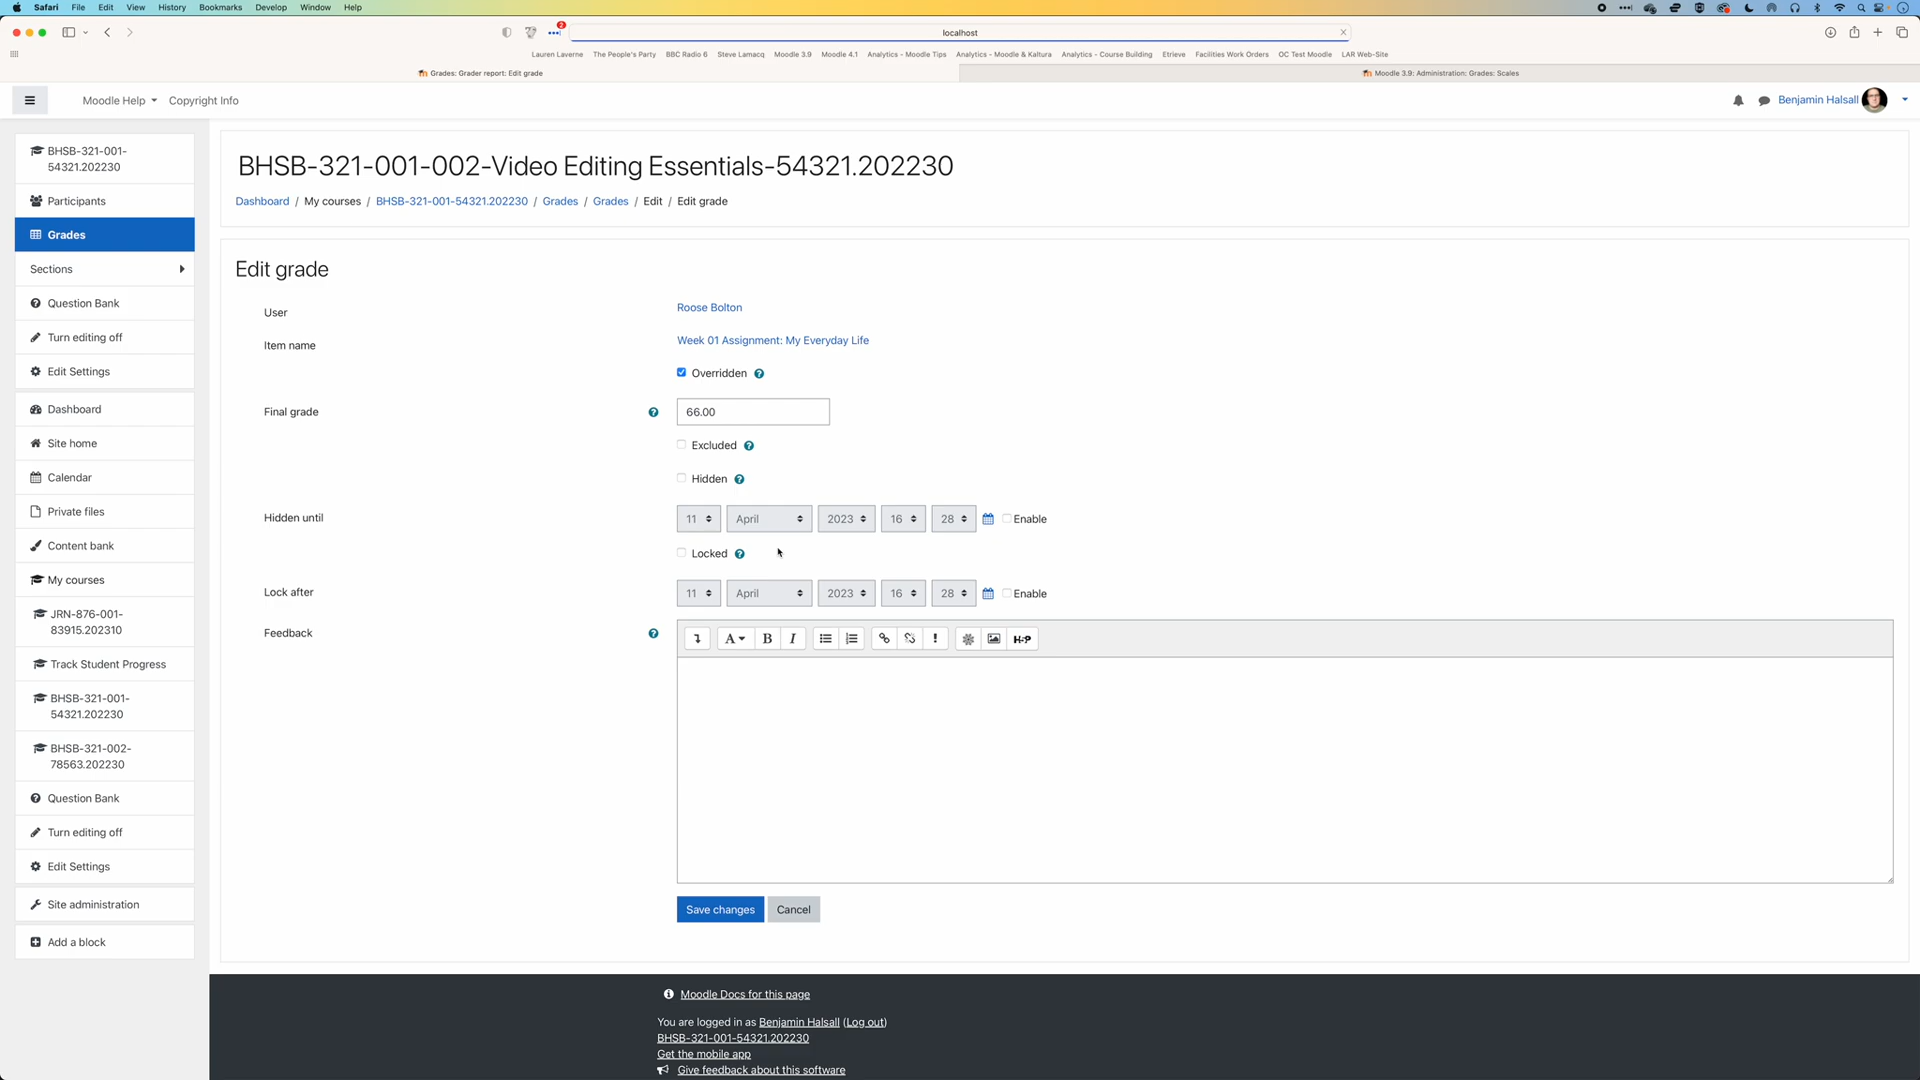 Safari File Edit View History Bookmarks Develop Window Help
2
localhost
Lauren Laverne The People's Party BBC Radio 6 Steve Lamacq Moodle 3.9 Moodle 4.1 Analytics - Moodle Tips Analytics - Moodle & Kaltura Analytics - Course Building Etrieve Facilities Work Orders OC Test Moodle LAR Web-Site
Grades: Grader report: Edit grade
Moodle 3.9: Administration: Grades: Scales
Moodle Help Copyright Info
Benjamin Halsall
BHSB-321-001-
54321.202230
Participants
Grades
Sections
Question Bank
Turn editing off
Edit Settings
Dashboard
Site home
Calendar
Private files
Content bank
My courses
JRN-876-001-
83915.202310
Track Student Progress
BHSB-321-001-
54321.202230
BHSB-321-002-
78563.202230
Question Bank
Turn editing off
Edit Settings
Site administration
Add a block
BHSB-321-001-002-Video Editing Essentials-54321.202230
Dashboard / My courses / BHSB-321-001-54321.202230 / Grades / Grades / Edit / Edit grade
Edit grade
User
Roose Bolton
Item name
Week 01 Assignment: My Everyday Life
Overridden ?
Final grade ? 66.00
Excluded ?
Hidden ?
Hidden until 11 April 2023 16 28 Enable
Locked ?
Lock after 11 April 2023 16 28 Enable
Feedback ?
A B I ! H5P
Save changes Cancel
Moodle Docs for this page
You are logged in as Benjamin Halsall (Log out)
BHSB-321-001-54321.202230
Get the mobile app
Give feedback about this software